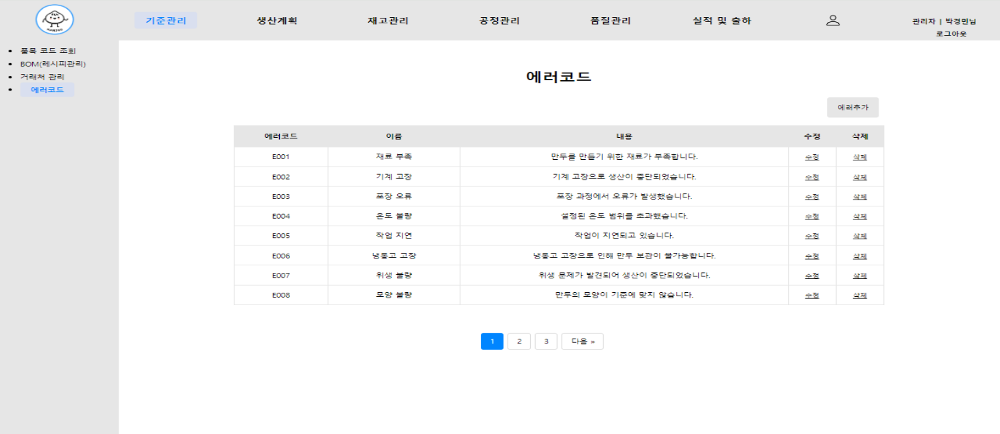 기준관리 생산계획 재고관리 공정관리 품질관리 실적 및 출하 관리자 | 박경민님
로그아웃
품목 코드 조회
BOM(레시피관리)
거래처 관리
에러코드
에러코드
에러추가
에러코드 이름 내용 수정 삭제
E001 재료 부족 만두를 만들기 위한 재료가 부족합니다. 수정 삭제
E002 기계 고장 기계 고장으로 생산이 중단되었습니다. 수정 삭제
E003 포장 오류 포장 과정에서 오류가 발생했습니다. 수정 삭제
E004 온도 불량 설정된 온도 범위를 초과했습니다. 수정 삭제
E005 작업 지연 작업이 지연되고 있습니다. 수정 삭제
E006 냉동고 고장 냉동고 고장으로 인해 만두 보관이 불가능합니다. 수정 삭제
E007 위생 불량 위생 문제가 발견되어 생산이 중단되었습니다. 수정 삭제
E008 모양 불량 만두의 모양이 기준에 맞지 않습니다. 수정 삭제
1 2 3 다음 »